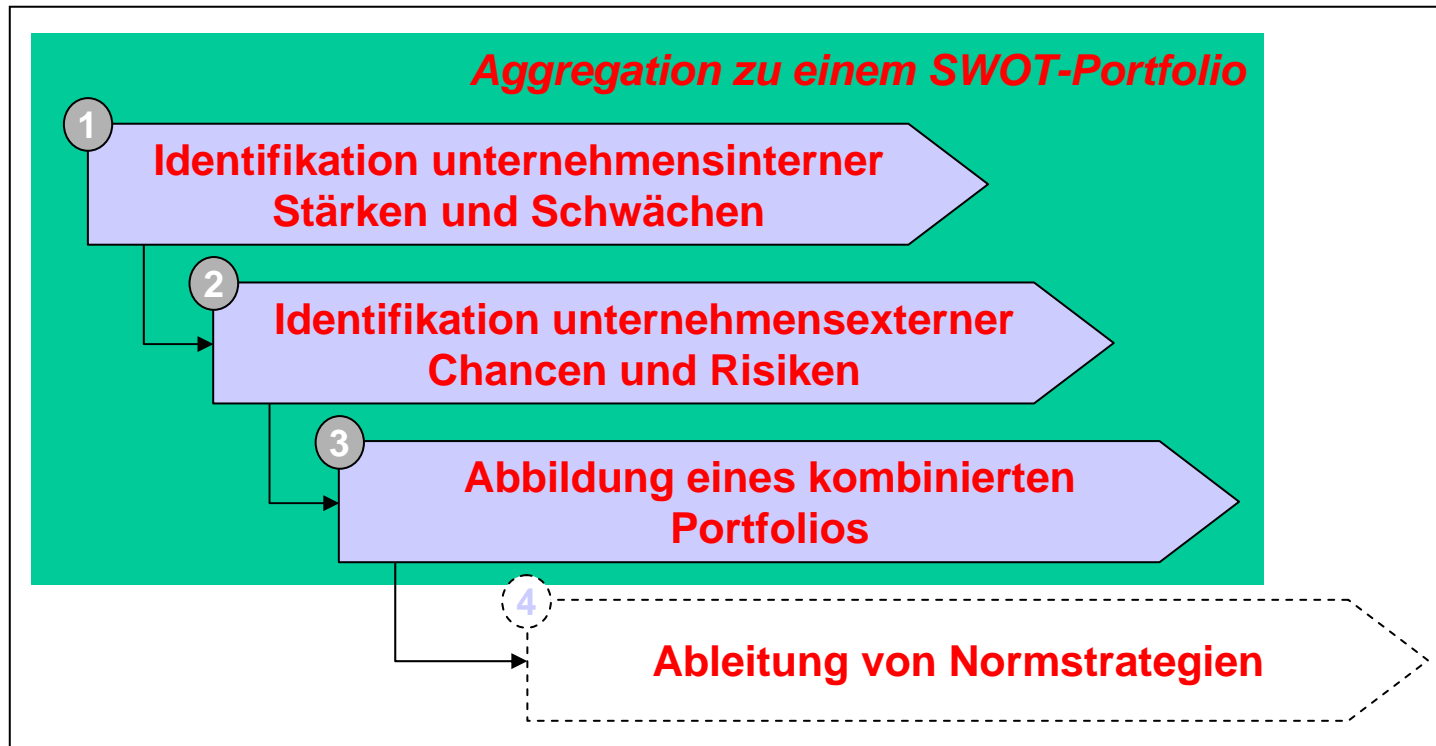 Aggregation zu einem SWOT-Portfolio
1
Identifikation unternehmensinterner
Stärken und Schwächen
2
Identifikation unternehmensexterner
Chancen und Risiken
3
Abbildung eines kombinierten
Portfolios
4
Ableitung von Normstrategien